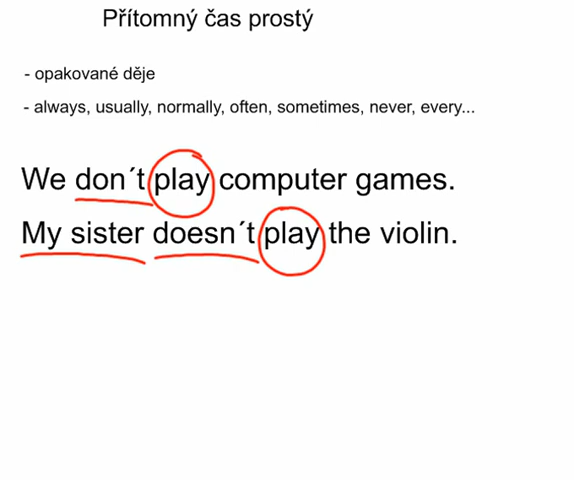 Přítomný čas prostý
- opakované děje
- always, usually, normally, often, sometimes, never, every...
We don´t play computer games.
My sister doesn´t play the violin.